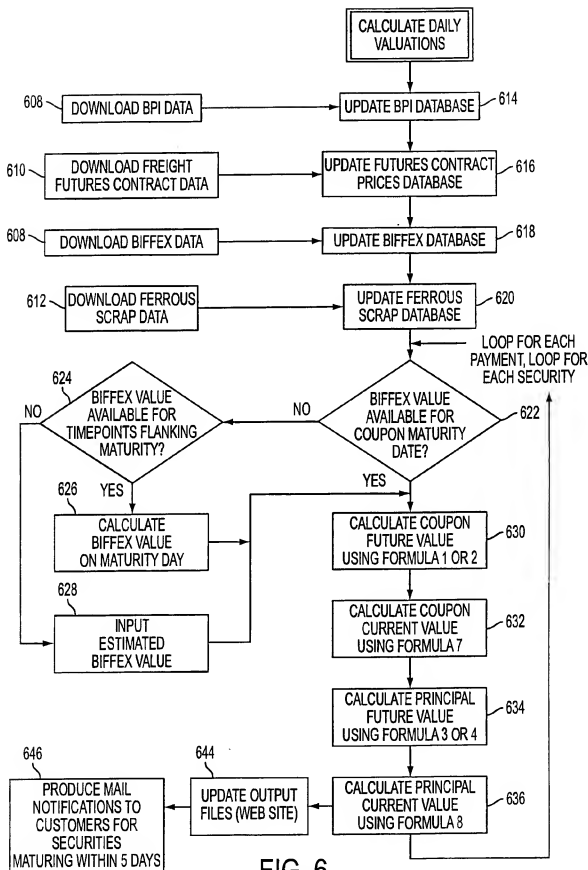 CALCULATE DAILY
VALUATIONS
608
DOWNLOAD BPI DATA
UPDATE BPI DATABASE
614
610
DOWNLOAD FREIGHT
FUTURES CONTRACT DATA
UPDATE FUTURES CONTRACT
PRICES DATABASE
616
608
DOWNLOAD BIFFEX DATA
UPDATE BIFFEX DATABASE
618
612
DOWNLOAD FERROUS
SCRAP DATA
UPDATE FERROUS
SCRAP DATABASE
620
LOOP FOR EACH
PAYMENT, LOOP FOR
EACH SECURITY
624
BIFFEX VALUE
AVAILABLE FOR
TIMEPOINTS FLANKING
MATURITY?
NO
YES
NO
BIFFEX VALUE
AVAILABLE FOR
COUPON MATURITY
DATE?
622
YES
626
CALCULATE
BIFFEX VALUE
ON MATURITY DAY
628
INPUT
ESTIMATED
BIFFEX VALUE
CALCULATE COUPON
FUTURE VALUE
USING FORMULA 1 OR 2
630
CALCULATE COUPON
CURRENT VALUE
USING FORMULA 7
632
CALCULATE PRINCIPAL
FUTURE VALUE
USING FORMULA 3 OR 4
634
CALCULATE PRINCIPAL
CURRENT VALUE
USING FORMULA 8
636
644
UPDATE OUTPUT
FILES (WEB SITE)
646
PRODUCE MAIL
NOTIFICATIONS TO
CUSTOMERS FOR
SECURITIES
MATURING WITHIN 5 DAYS
FIG. 6